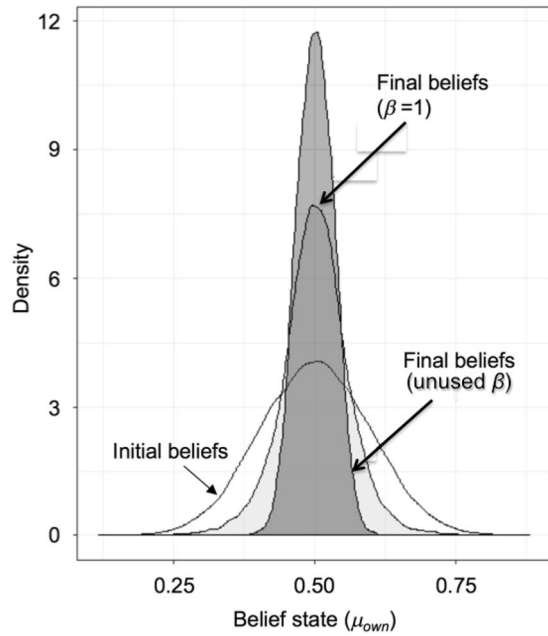 12
9
6
3
0
Density
Final beliefs
(β =1)
Final beliefs
(unused β)
Initial beliefs
0.25 0.50 0.75
Belief state (μown)